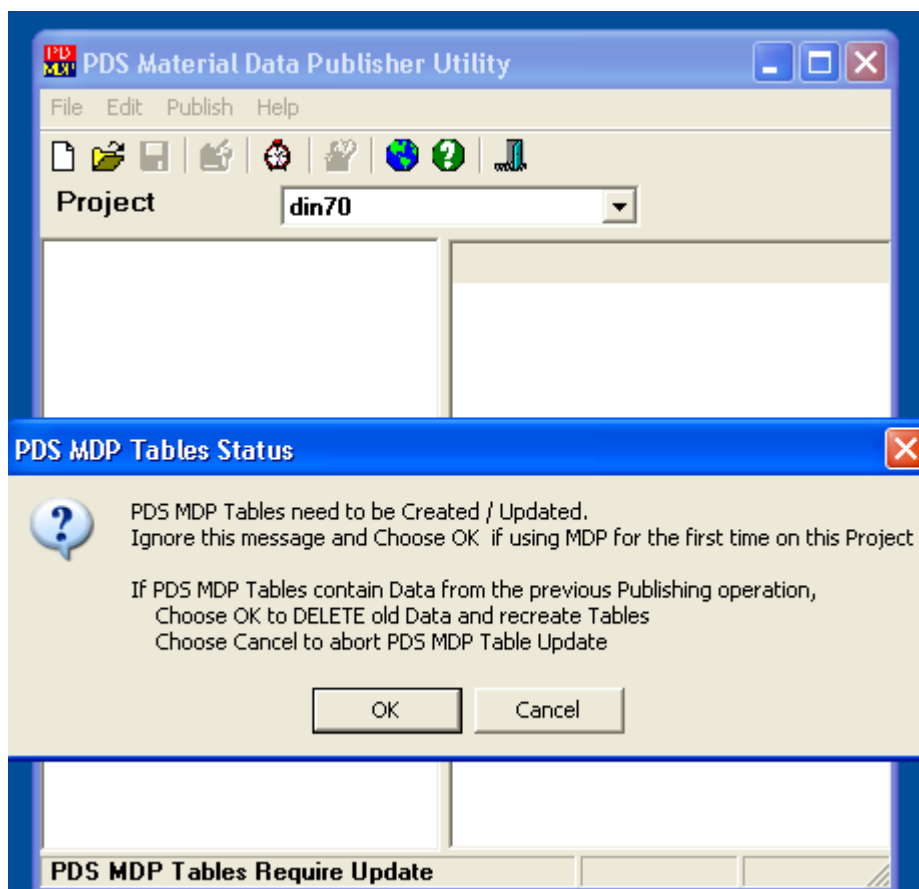 PDS MDP PDS Material Data Publisher Utility
File Edit Publish Help
Project din70
PDS MDP Tables Status
PDS MDP Tables need to be Created / Updated.
Ignore this message and Choose OK if using MDP for the first time on this Project
If PDS MDP Tables contain Data from the previous Publishing operation,
Choose OK to DELETE old Data and recreate Tables
Choose Cancel to abort PDS MDP Table Update
OK Cancel
PDS MDP Tables Require Update